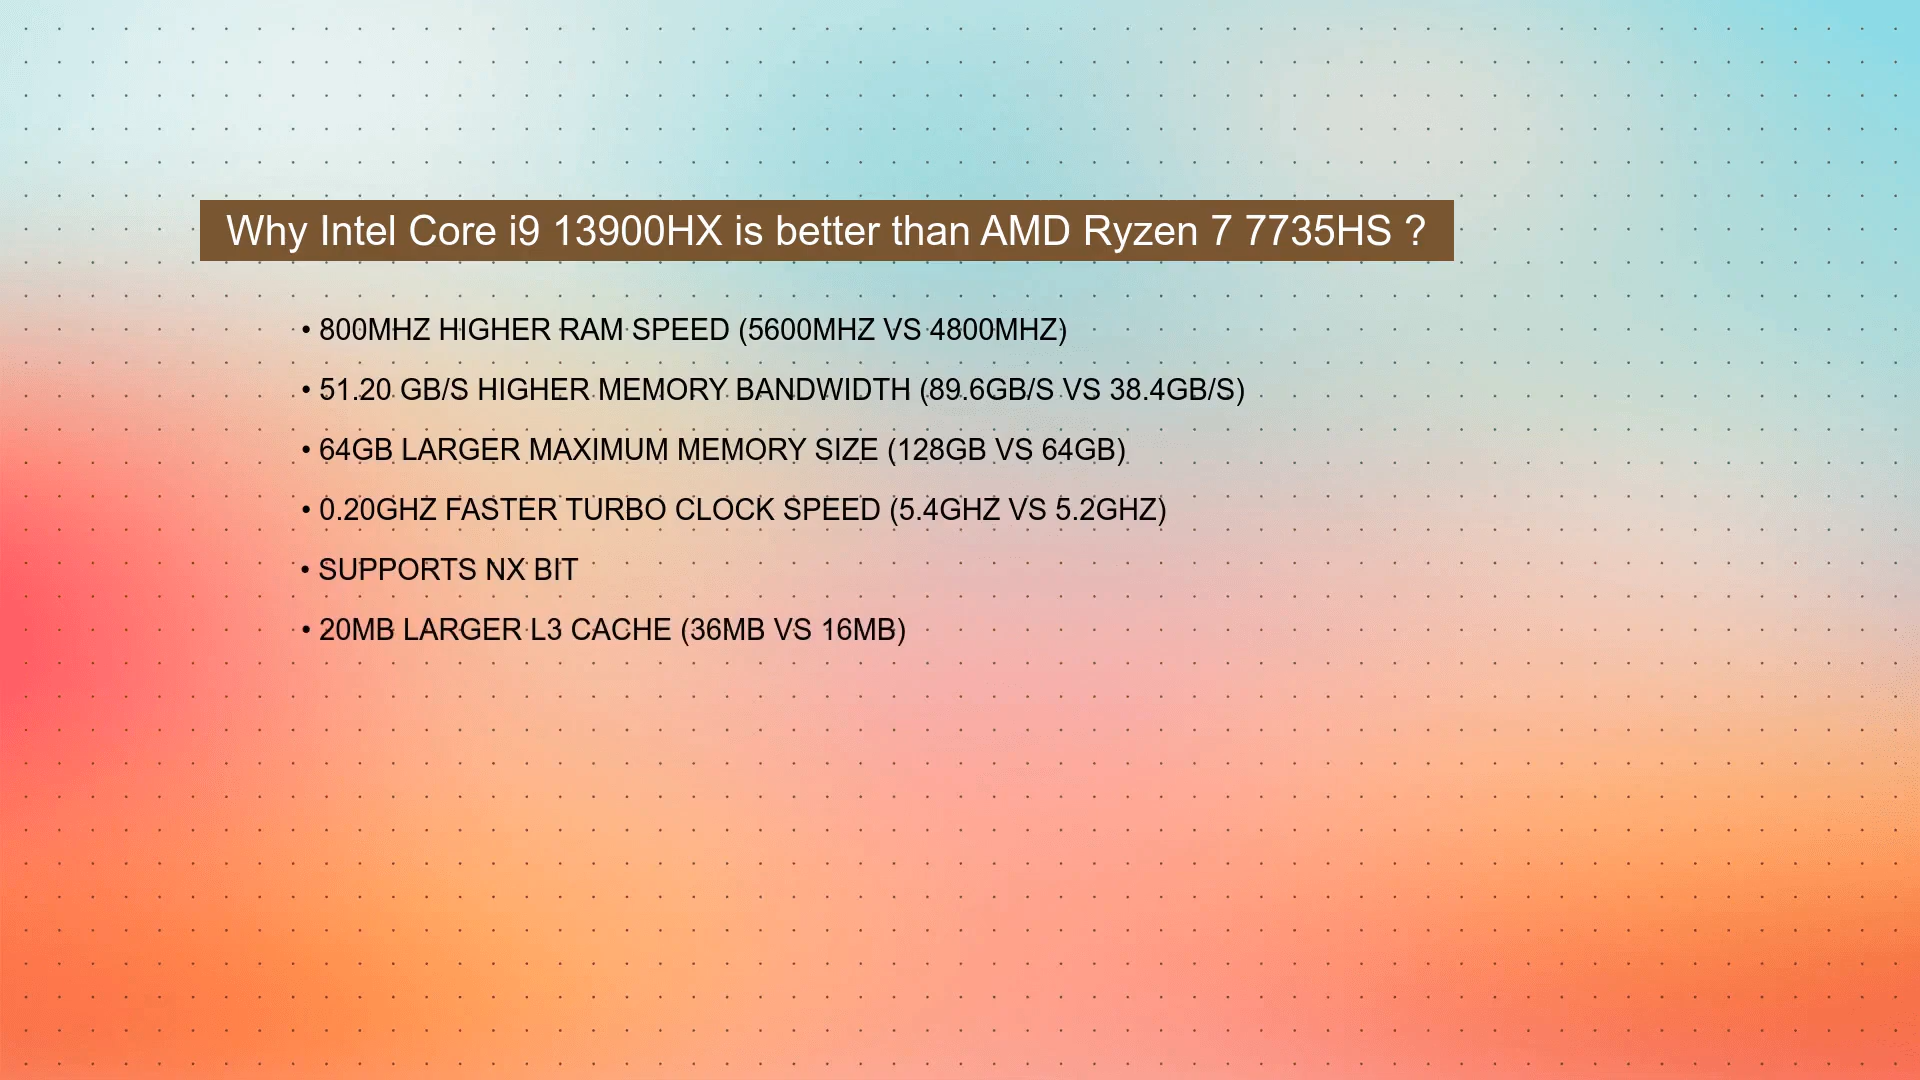 Why Intel Core i9 13900HX is better than AMD Ryzen 7 7735HS ?
• 800MHZ HIGHER RAM SPEED (5600MHZ VS 4800MHZ)
• 51.20 GB/S HIGHER MEMORY BANDWIDTH (89.6GB/S VS 38.4GB/S)
• 64GB LARGER MAXIMUM MEMORY SIZE (128GB VS 64GB)
• 0.20GHZ FASTER TURBO CLOCK SPEED (5.4GHZ VS 5.2GHZ)
• SUPPORTS NX BIT
• 20MB LARGER L3 CACHE (36MB VS 16MB)